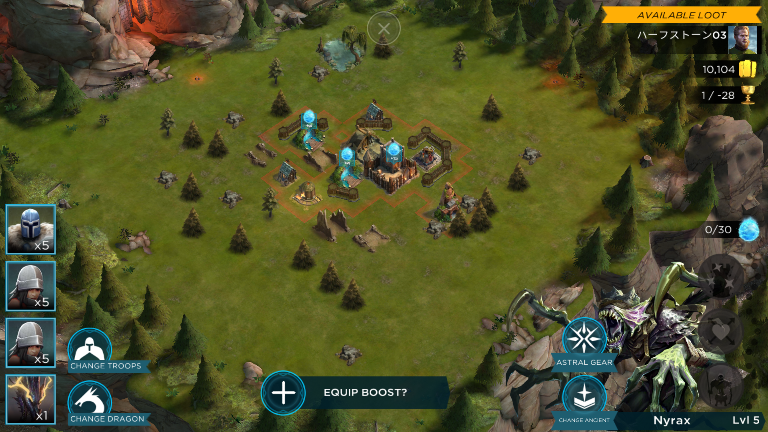 AVAILABLE LOOT
ハーフストーン03
10,104
1 / -28
0/30
x5
x5
x5
x1
CHANGE TROOPS
CHANGE DRAGON
EQUIP BOOST?
ASTRAL GEAR
CHANGE ANCIENT
Nyrax Lvl 5